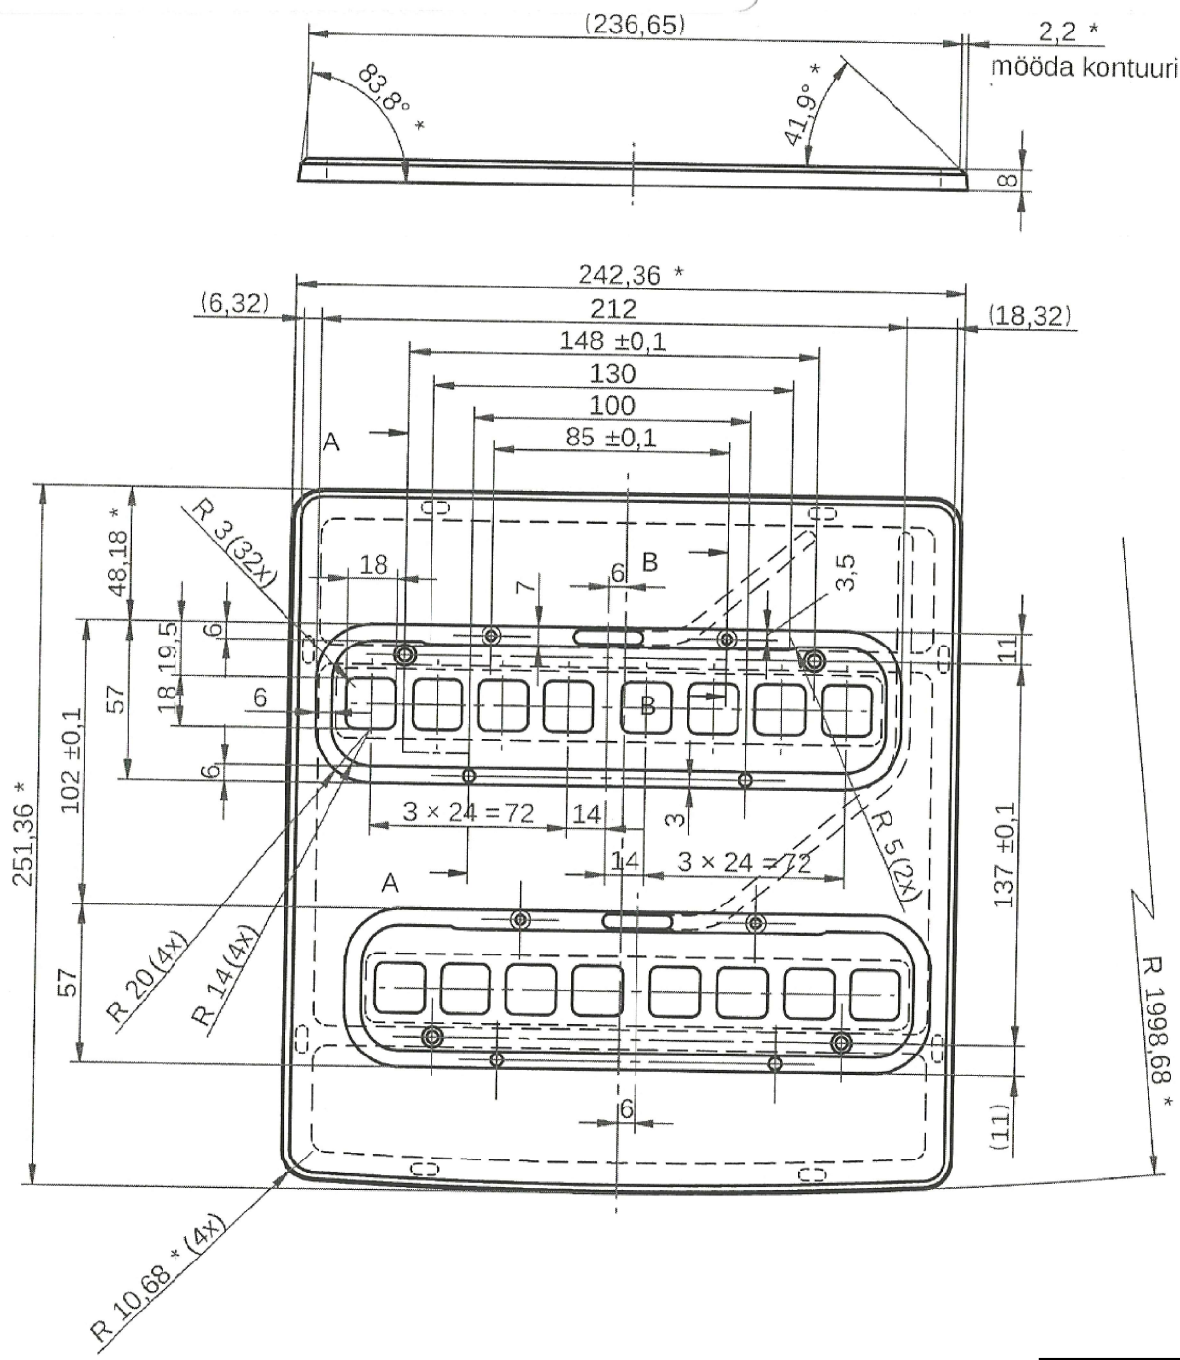 (236,65)
2,2 *
mööda kontuuri
83,8° *
41,9° *
8
242,36 *
(6,32)
212
(18,32)
148 ±0,1
130
100
85 ±0,1
A
R 3 (32x)
48,18 *
18
B
6
7
3,5
6
19,5
11
57
18
6
B
102 ±0,1
6
3 × 24 = 72
14
3
R 5 (2x)
251,36 *
14
3 × 24 = 72
137 ±0,1
A
R 20 (4x)
R 14 (4x)
57
R 1998,68 *
6
(11)
R 10,68 * (4x)